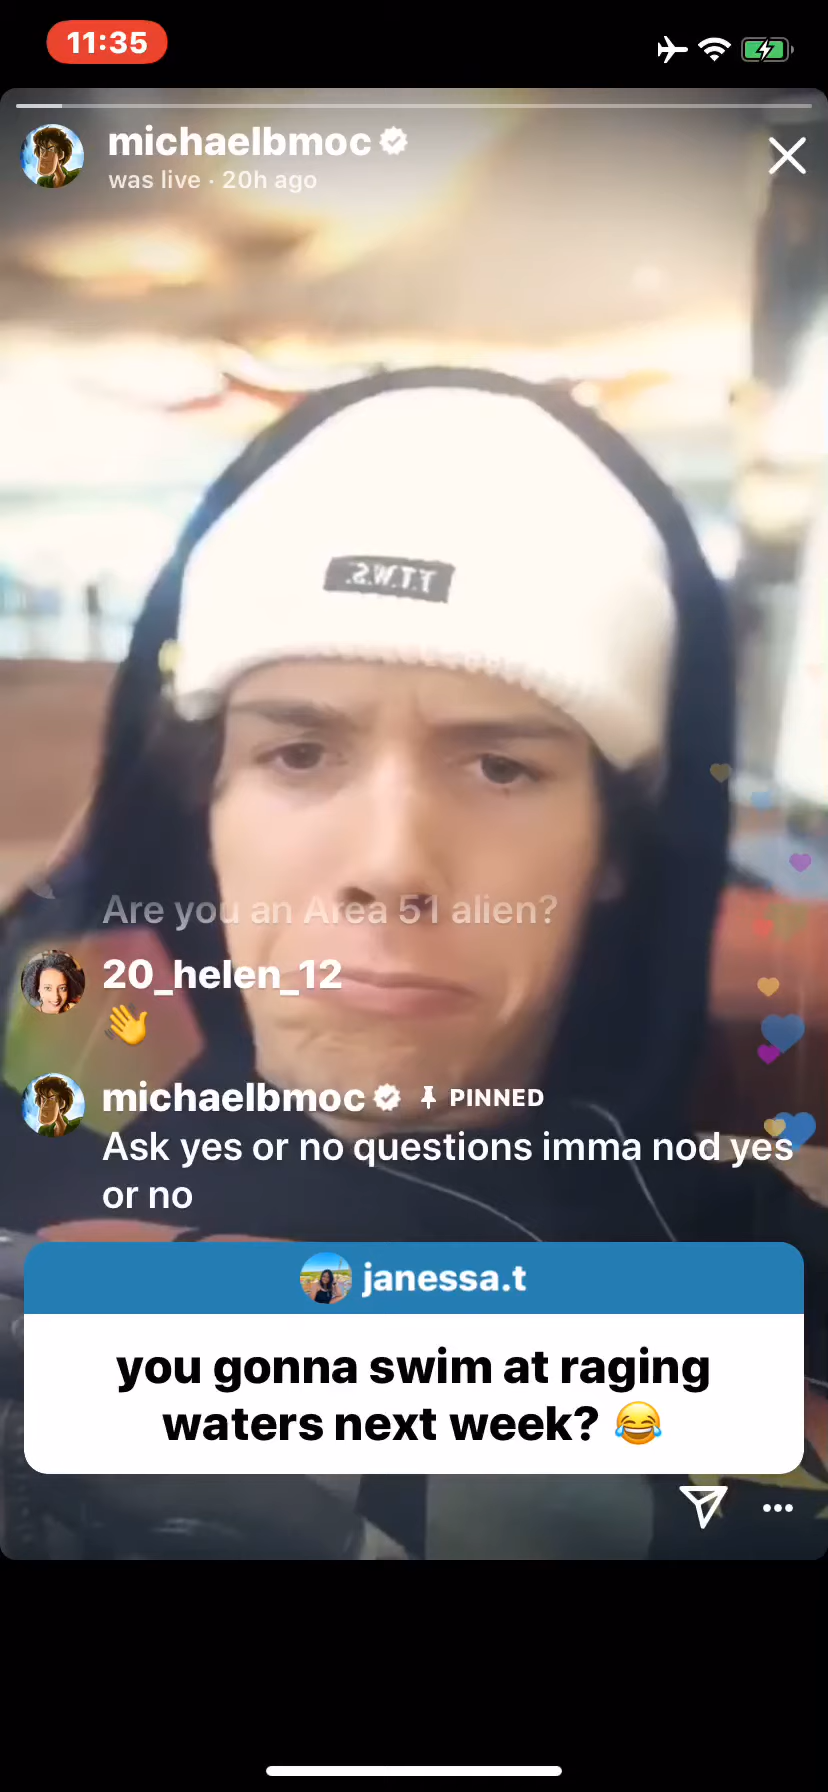 11:35
michaelbmoc
was live · 20h ago
Y.T.W.S.
Are you an Area 51 alien?
20_helen_12
👋
michaelbmoc PINNED
Ask yes or no questions imma nod yes
or no
janessa.t
you gonna swim at raging
waters next week? 😂